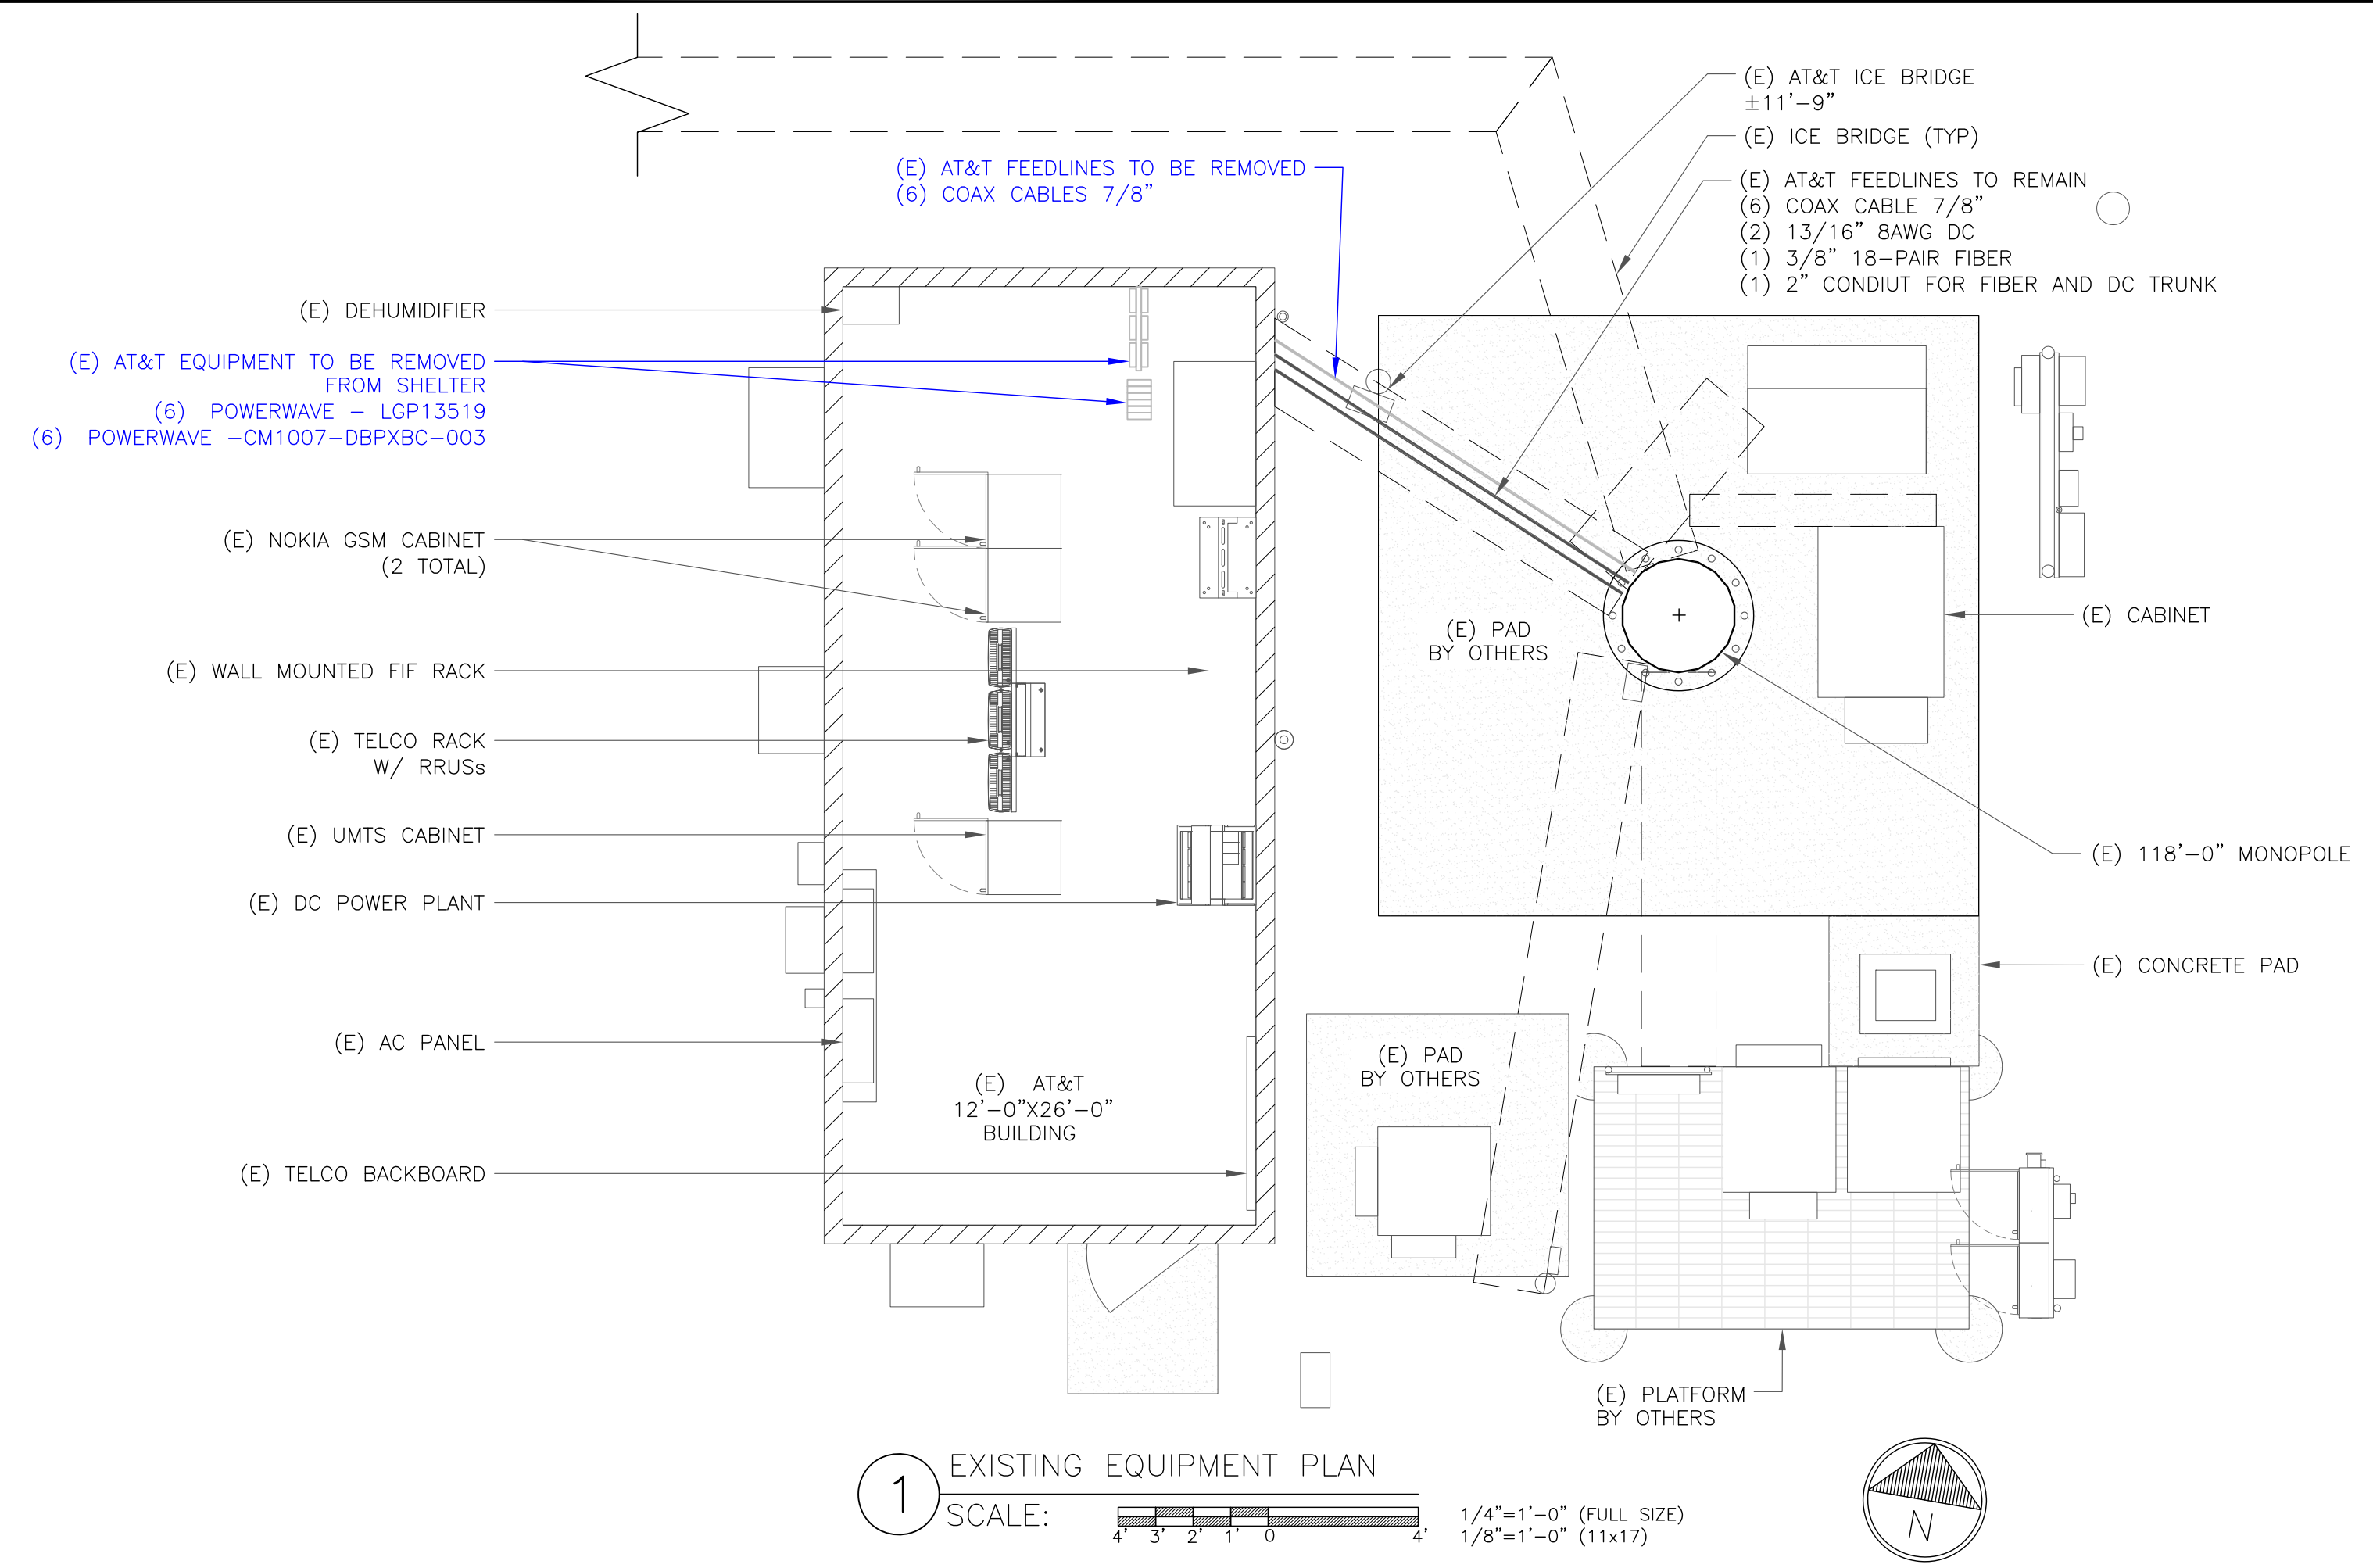 (E) AT&T ICE BRIDGE
±11'-9"
(E) ICE BRIDGE (TYP)
(E) AT&T FEEDLINES TO BE REMOVED
(6) COAX CABLES 7/8"
(E) AT&T FEEDLINES TO REMAIN
(6) COAX CABLE 7/8"
(2) 13/16" 8AWG DC
(1) 3/8" 18-PAIR FIBER
(1) 2" CONDIUT FOR FIBER AND DC TRUNK
(E) DEHUMIDIFIER
(E) AT&T EQUIPMENT TO BE REMOVED
FROM SHELTER
(6) POWERWAVE - LGP13519
(6) POWERWAVE -CM1007-DBPXBC-003
(E) NOKIA GSM CABINET
(2 TOTAL)
(E) WALL MOUNTED FIF RACK
(E) TELCO RACK
W/ RRUSs
(E) UMTS CABINET
(E) DC POWER PLANT
(E) AC PANEL
(E) TELCO BACKBOARD
(E) AT&T
12'-0"X26'-0"
BUILDING
(E) PAD
BY OTHERS
(E) CABINET
(E) 118'-0" MONOPOLE
(E) CONCRETE PAD
(E) PAD
BY OTHERS
(E) PLATFORM
BY OTHERS
1
EXISTING EQUIPMENT PLAN
SCALE:
4' 3' 2' 1' 0 4'
1/4"=1'-0" (FULL SIZE)
1/8"=1'-0" (11x17)
N